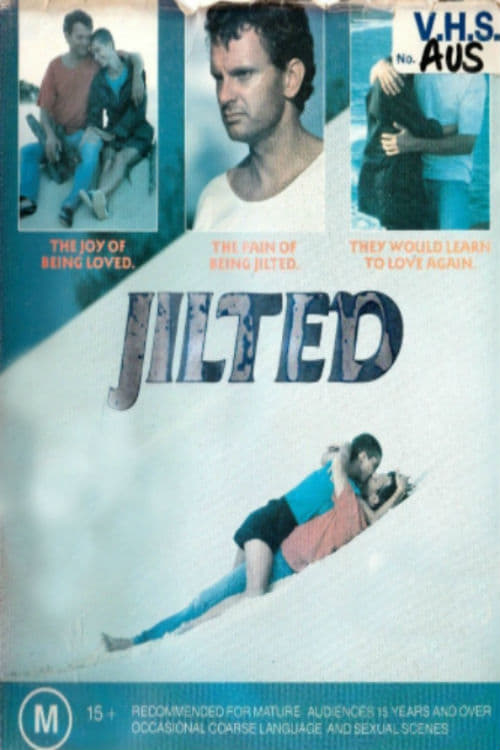 V.H.S.
No. AUS
THE JOY OF
BEING LOVED.
THE PAIN OF
BEING JILTED.
THEY WOULD LEARN
TO LOVE AGAIN.
JILTED
M 15+ RECOMMENDED FOR MATURE AUDIENCES 15 YEARS AND OVER
OCCASIONAL COARSE LANGUAGE AND SEXUAL SCENES